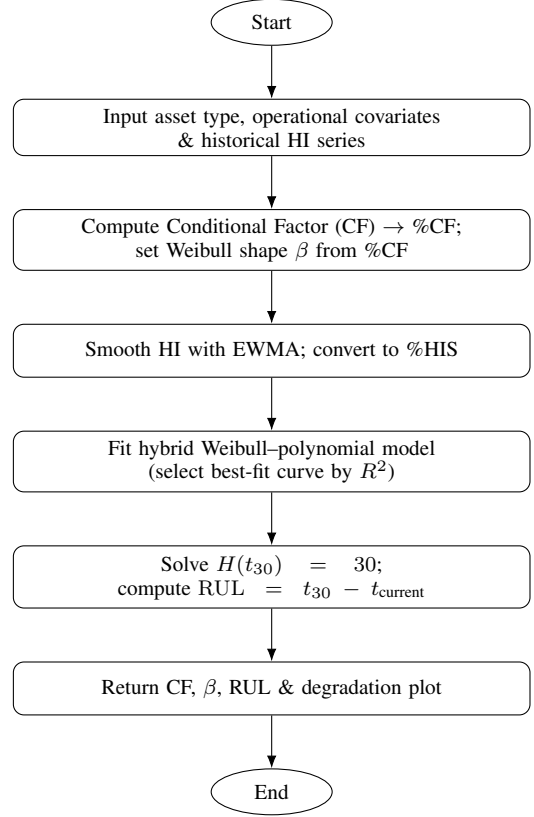 Start
Input asset type, operational covariates
& historical HI series
Compute Conditional Factor (CF) → %CF;
set Weibull shape β from %CF
Smooth HI with EWMA; convert to %HIS
Fit hybrid Weibull–polynomial model
(select best-fit curve by R²)
Solve H(t₃₀) = 30;
compute RUL = t₃₀ − t_current
Return CF, β, RUL & degradation plot
End